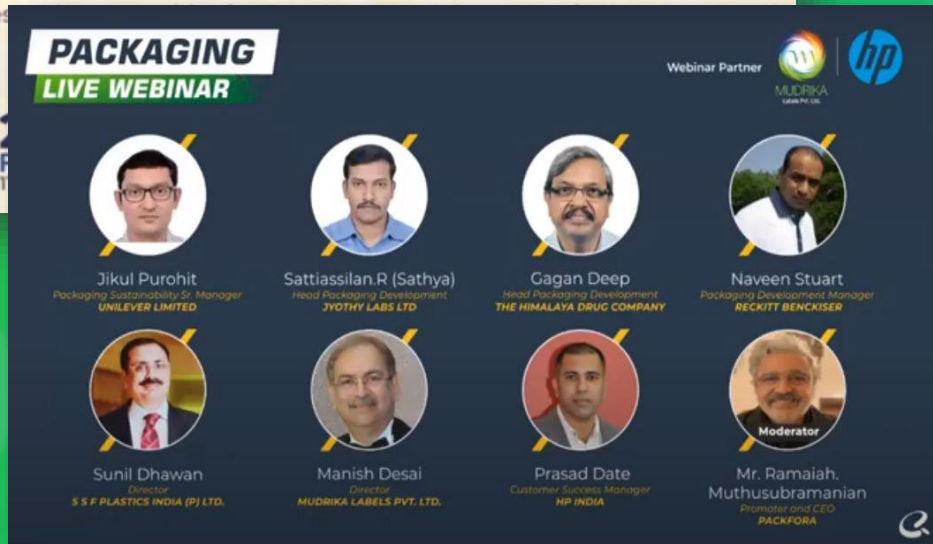 PACKAGING
LIVE WEBINAR
Webinar Partner
MUDRIKA
Labels Pvt. Ltd.
hp
Jikul Purohit
Packaging Sustainability Sr. Manager
UNILEVER LIMITED
Sattiassilan.R (Sathya)
Head Packaging Development
JYOTHY LABS LTD
Gagan Deep
Head Packaging Development
THE HIMALAYA DRUG COMPANY
Naveen Stuart
Packaging Development Manager
RECKITT BENCKISER
Sunil Dhawan
Director
S S F PLASTICS INDIA (P) LTD.
Manish Desai
Director
MUDRIKA LABELS PVT. LTD.
Prasad Date
Customer Success Manager
HP INDIA
Moderator
Mr. Ramaiah.
Muthusubramanian
Promoter and CEO
PACKFORA